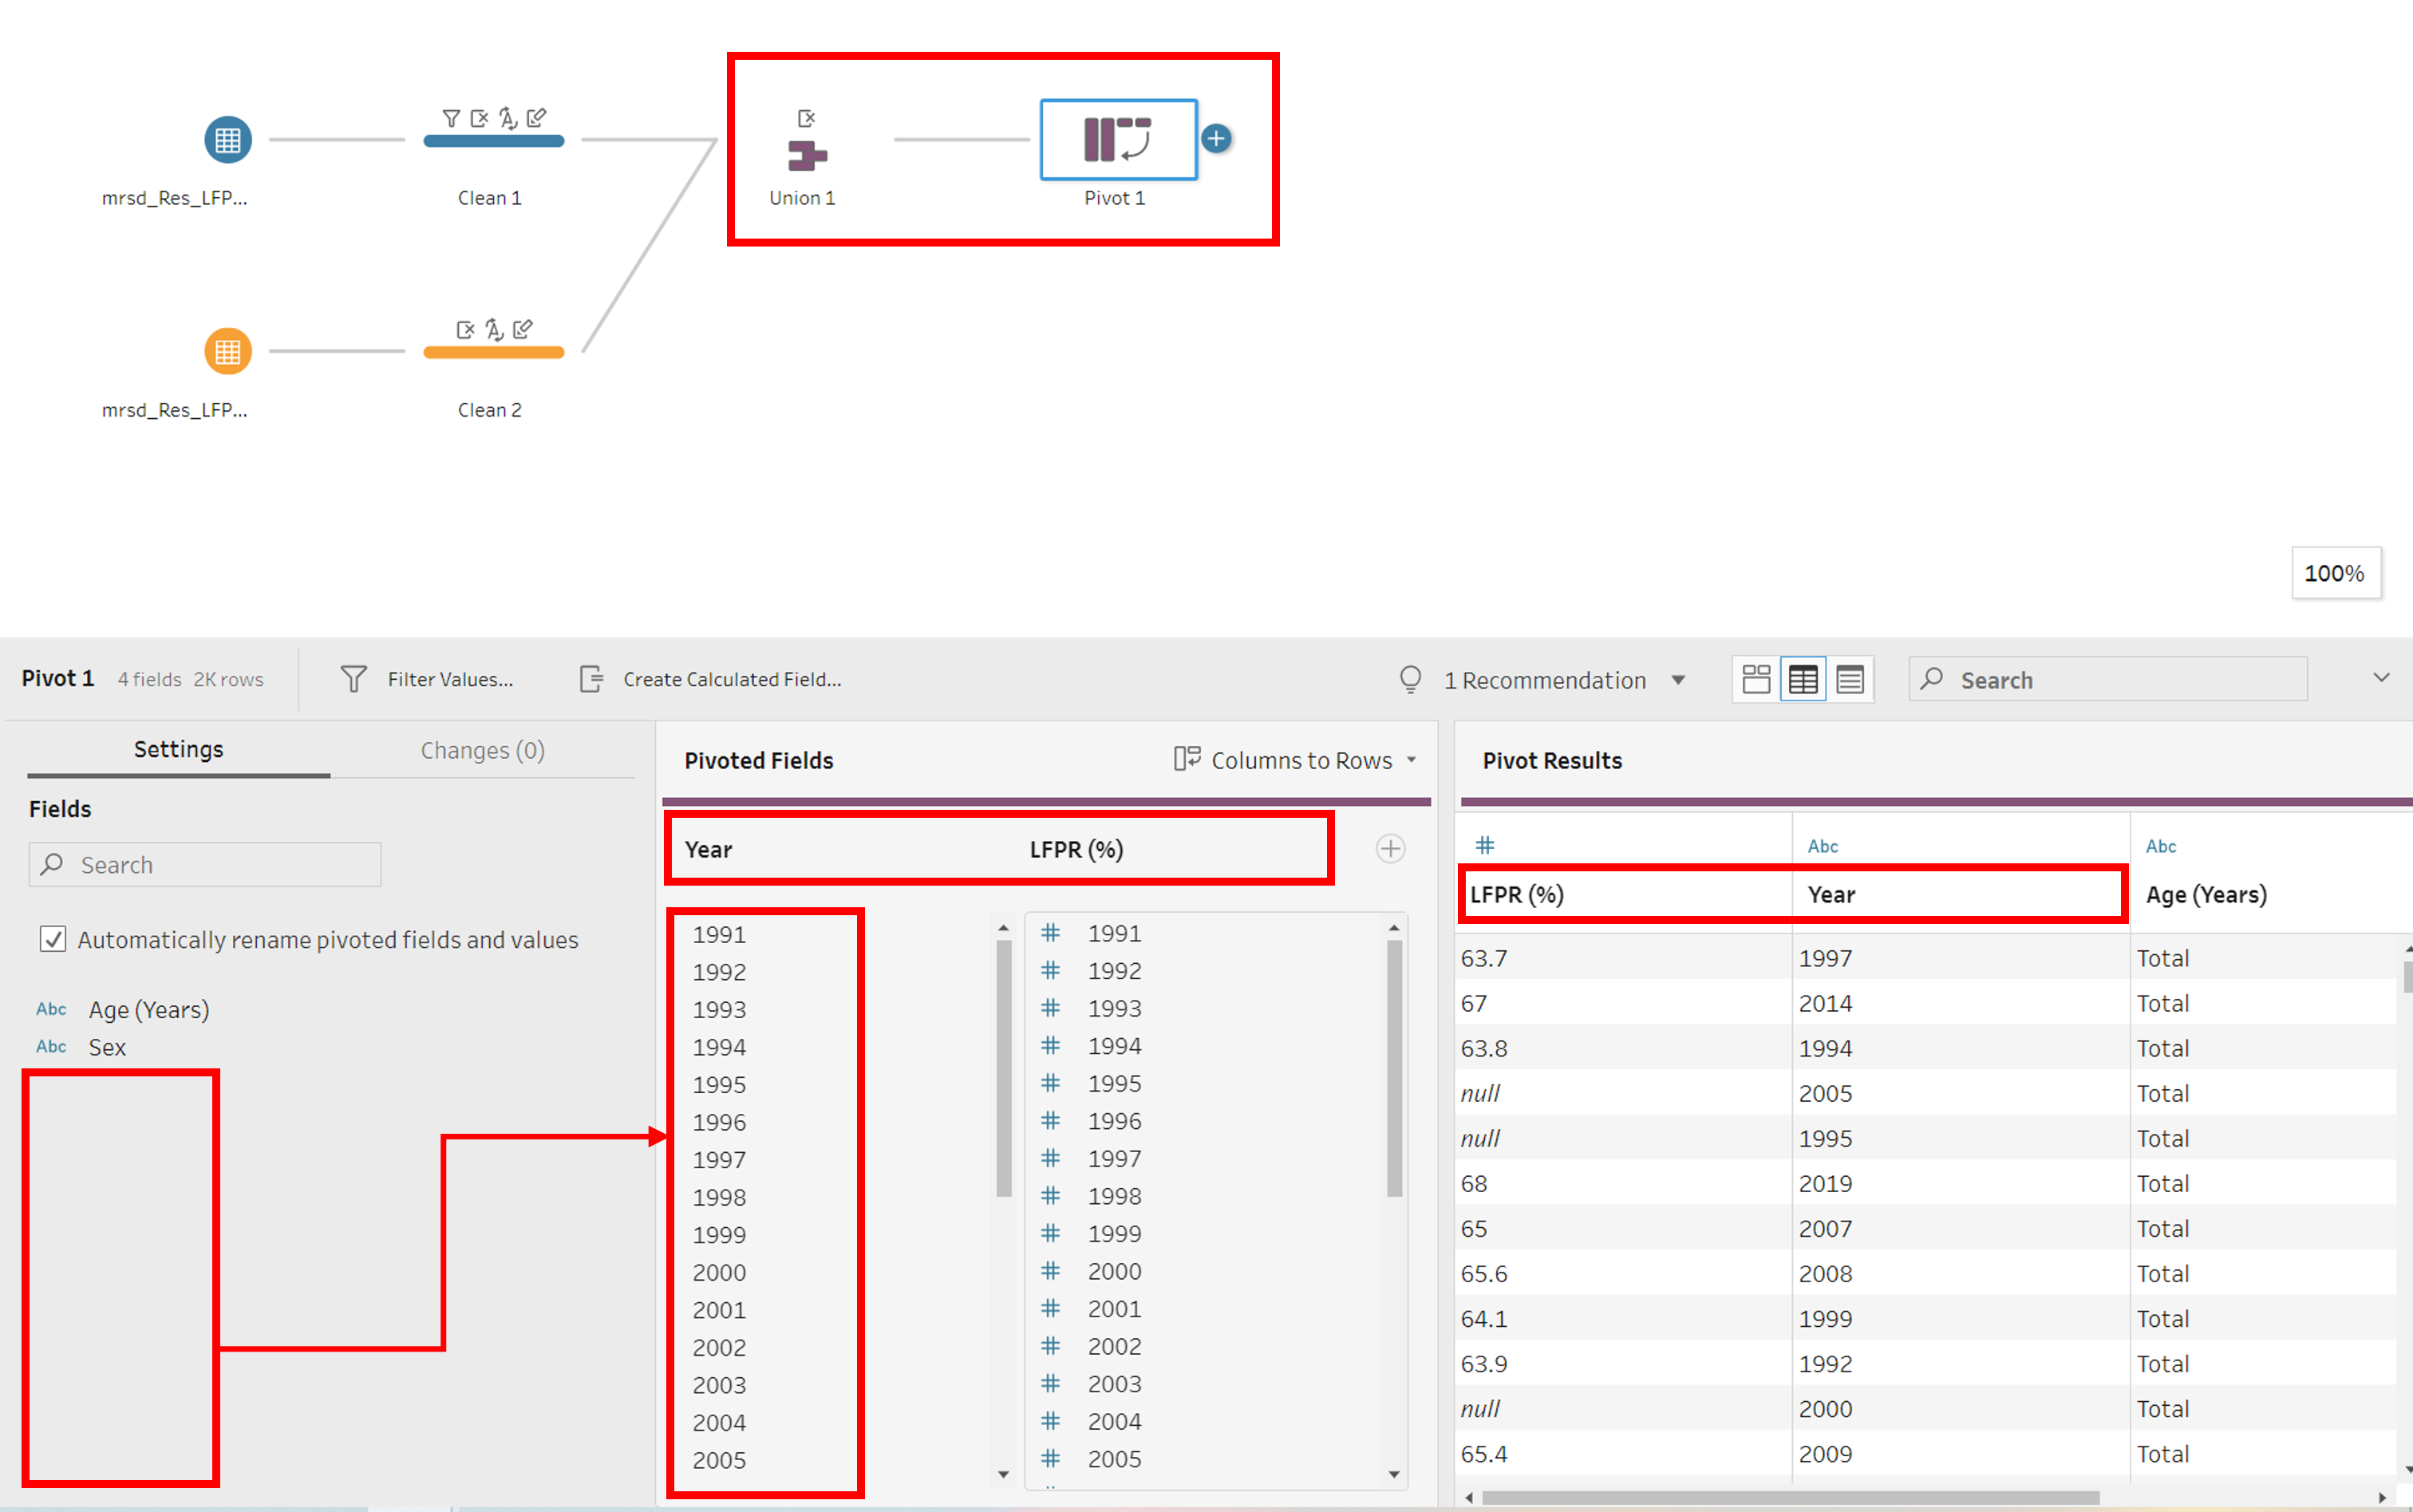 mrsd_Res_LFP...
Clean 1
Union 1
Pivot 1
mrsd_Res_LFP...
Clean 2
100%
Pivot 1 4 fields 2K rows Filter Values... Create Calculated Field... 1 Recommendation Search
Settings Changes (0)
Fields
Search
Automatically rename pivoted fields and values
Abc Age (Years)
Abc Sex
Pivoted Fields Columns to Rows
Year LFPR (%)
1991 # 1991
1992 # 1992
1993 # 1993
1994 # 1994
1995 # 1995
1996 # 1996
1997 # 1997
1998 # 1998
1999 # 1999
2000 # 2000
2001 # 2001
2002 # 2002
2003 # 2003
2004 # 2004
2005 # 2005
Pivot Results
# Abc Abc
LFPR (%) Year Age (Years)
63.7 1997 Total
67 2014 Total
63.8 1994 Total
null 2005 Total
null 1995 Total
68 2019 Total
65 2007 Total
65.6 2008 Total
64.1 1999 Total
63.9 1992 Total
null 2000 Total
65.4 2009 Total